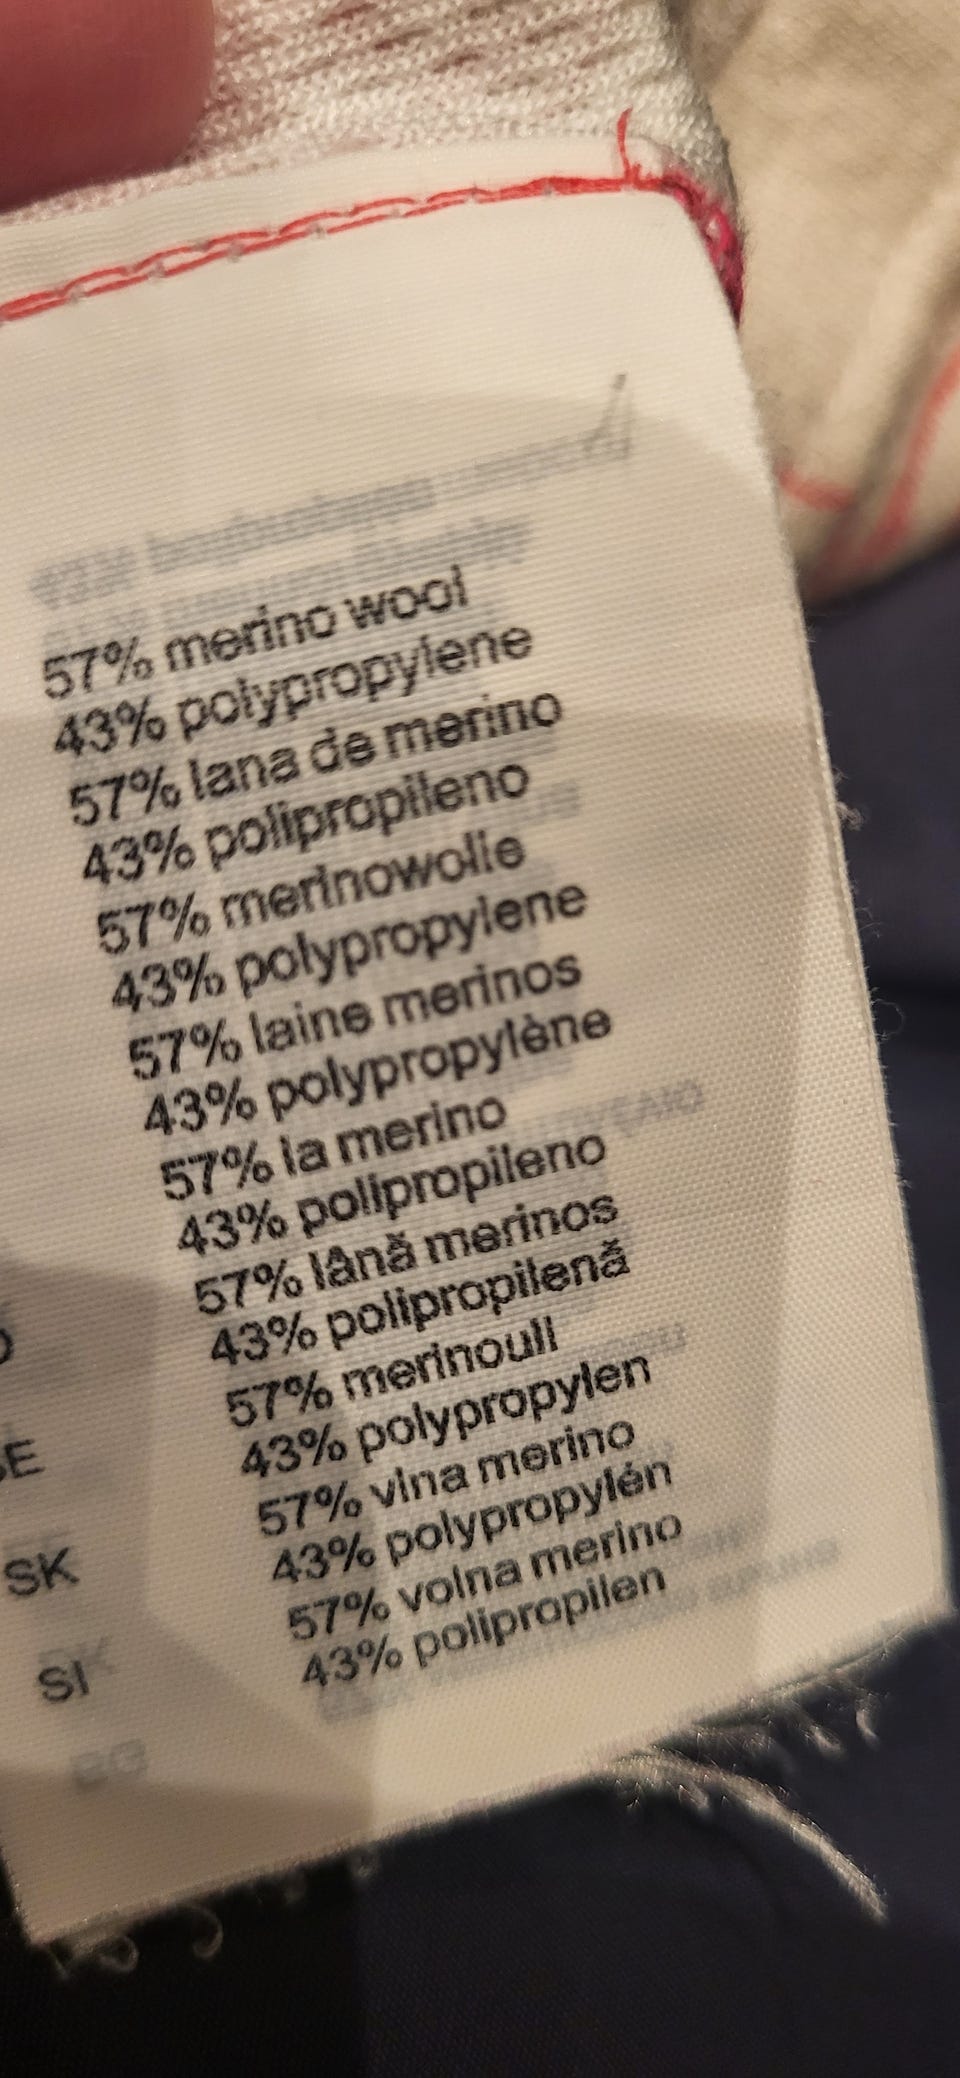 57% merino wool
43% polypropylene
57% lana de merino
43% polipropileno
57% merinowolle
43% polypropylene
57% laine merinos
43% polypropylène
57% la merino
43% polipropileno
57% lână merinos
43% polipropilenă
57% merinoull
SE 43% polypropylen
57% vlna merino
SK 43% polypropylén
57% volna merino
SI 43% polipropilen
BG